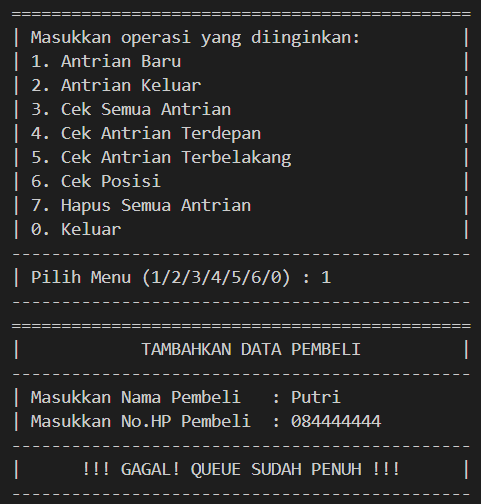 ==============================================
| Masukkan operasi yang diinginkan:          |
| 1. Antrian Baru                            |
| 2. Antrian Keluar                          |
| 3. Cek Semua Antrian                       |
| 4. Cek Antrian Terdepan                    |
| 5. Cek Antrian Terbelakang                 |
| 6. Cek Posisi                              |
| 7. Hapus Semua Antrian                     |
| 0. Keluar                                  |
----------------------------------------------
| Pilih Menu (1/2/3/4/5/6/0) : 1
----------------------------------------------
==============================================
|            TAMBAHKAN DATA PEMBELI          |
----------------------------------------------
| Masukkan Nama Pembeli   : Putri
| Masukkan No.HP Pembeli  : 084444444
----------------------------------------------
|      !!! GAGAL! QUEUE SUDAH PENUH !!!      |
----------------------------------------------